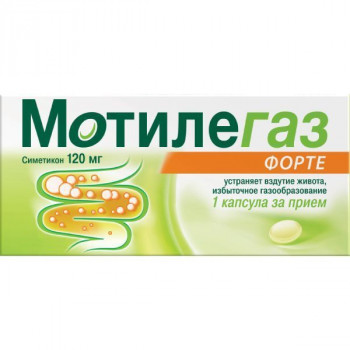 Мотилегаз
Симетикон 120 мг
ФОРТЕ
устраняет вздутие живота,
избыточное газообразование
1 капсула за прием